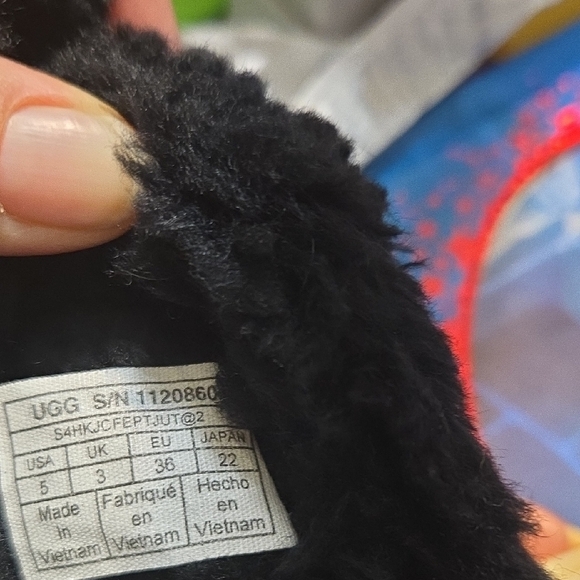 UGG S/N 1120860
S4HKJCFEPTJUT@2
USA UK EU JAPAN
5 3 36 22
Made in Vietnam
Fabriqué en Vietnam
Hecho en Vietnam